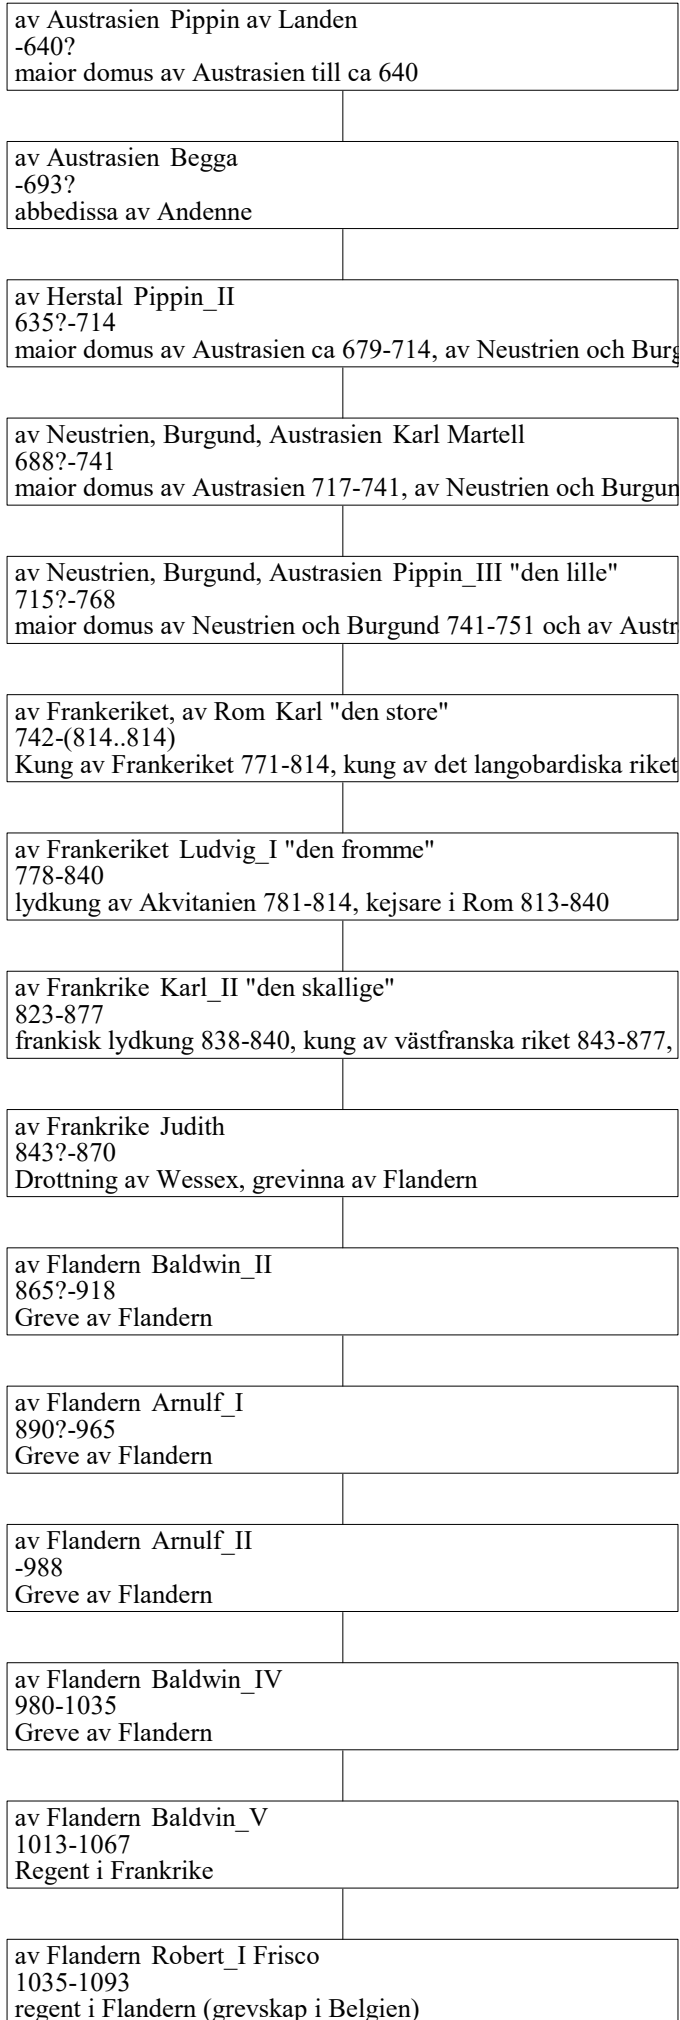 av Austrasien Pippin av Landen
-640?
maior domus av Austrasien till ca 640
av Austrasien Begga
-693?
abbedissa av Andenne
av Herstal Pippin_II
635?-714
maior domus av Austrasien ca 679-714, av Neustrien och Burg
av Neustrien, Burgund, Austrasien Karl Martell
688?-741
maior domus av Austrasien 717-741, av Neustrien och Burgun
av Neustrien, Burgund, Austrasien Pippin_III "den lille"
715?-768
maior domus av Neustrien och Burgund 741-751 och av Austr
av Frankeriket, av Rom Karl "den store"
742-(814..814)
Kung av Frankeriket 771-814, kung av det langobardiska riket
av Frankeriket Ludvig_I "den fromme"
778-840
lydkung av Akvitanien 781-814, kejsare i Rom 813-840
av Frankrike Karl_II "den skallige"
823-877
frankisk lydkung 838-840, kung av västfranska riket 843-877,
av Frankrike Judith
843?-870
Drottning av Wessex, grevinna av Flandern
av Flandern Baldwin_II
865?-918
Greve av Flandern
av Flandern Arnulf_I
890?-965
Greve av Flandern
av Flandern Arnulf_II
-988
Greve av Flandern
av Flandern Baldwin_IV
980-1035
Greve av Flandern
av Flandern Baldvin_V
1013-1067
Regent i Frankrike
av Flandern Robert_I Frisco
1035-1093
regent i Flandern (grevskap i Belgien)